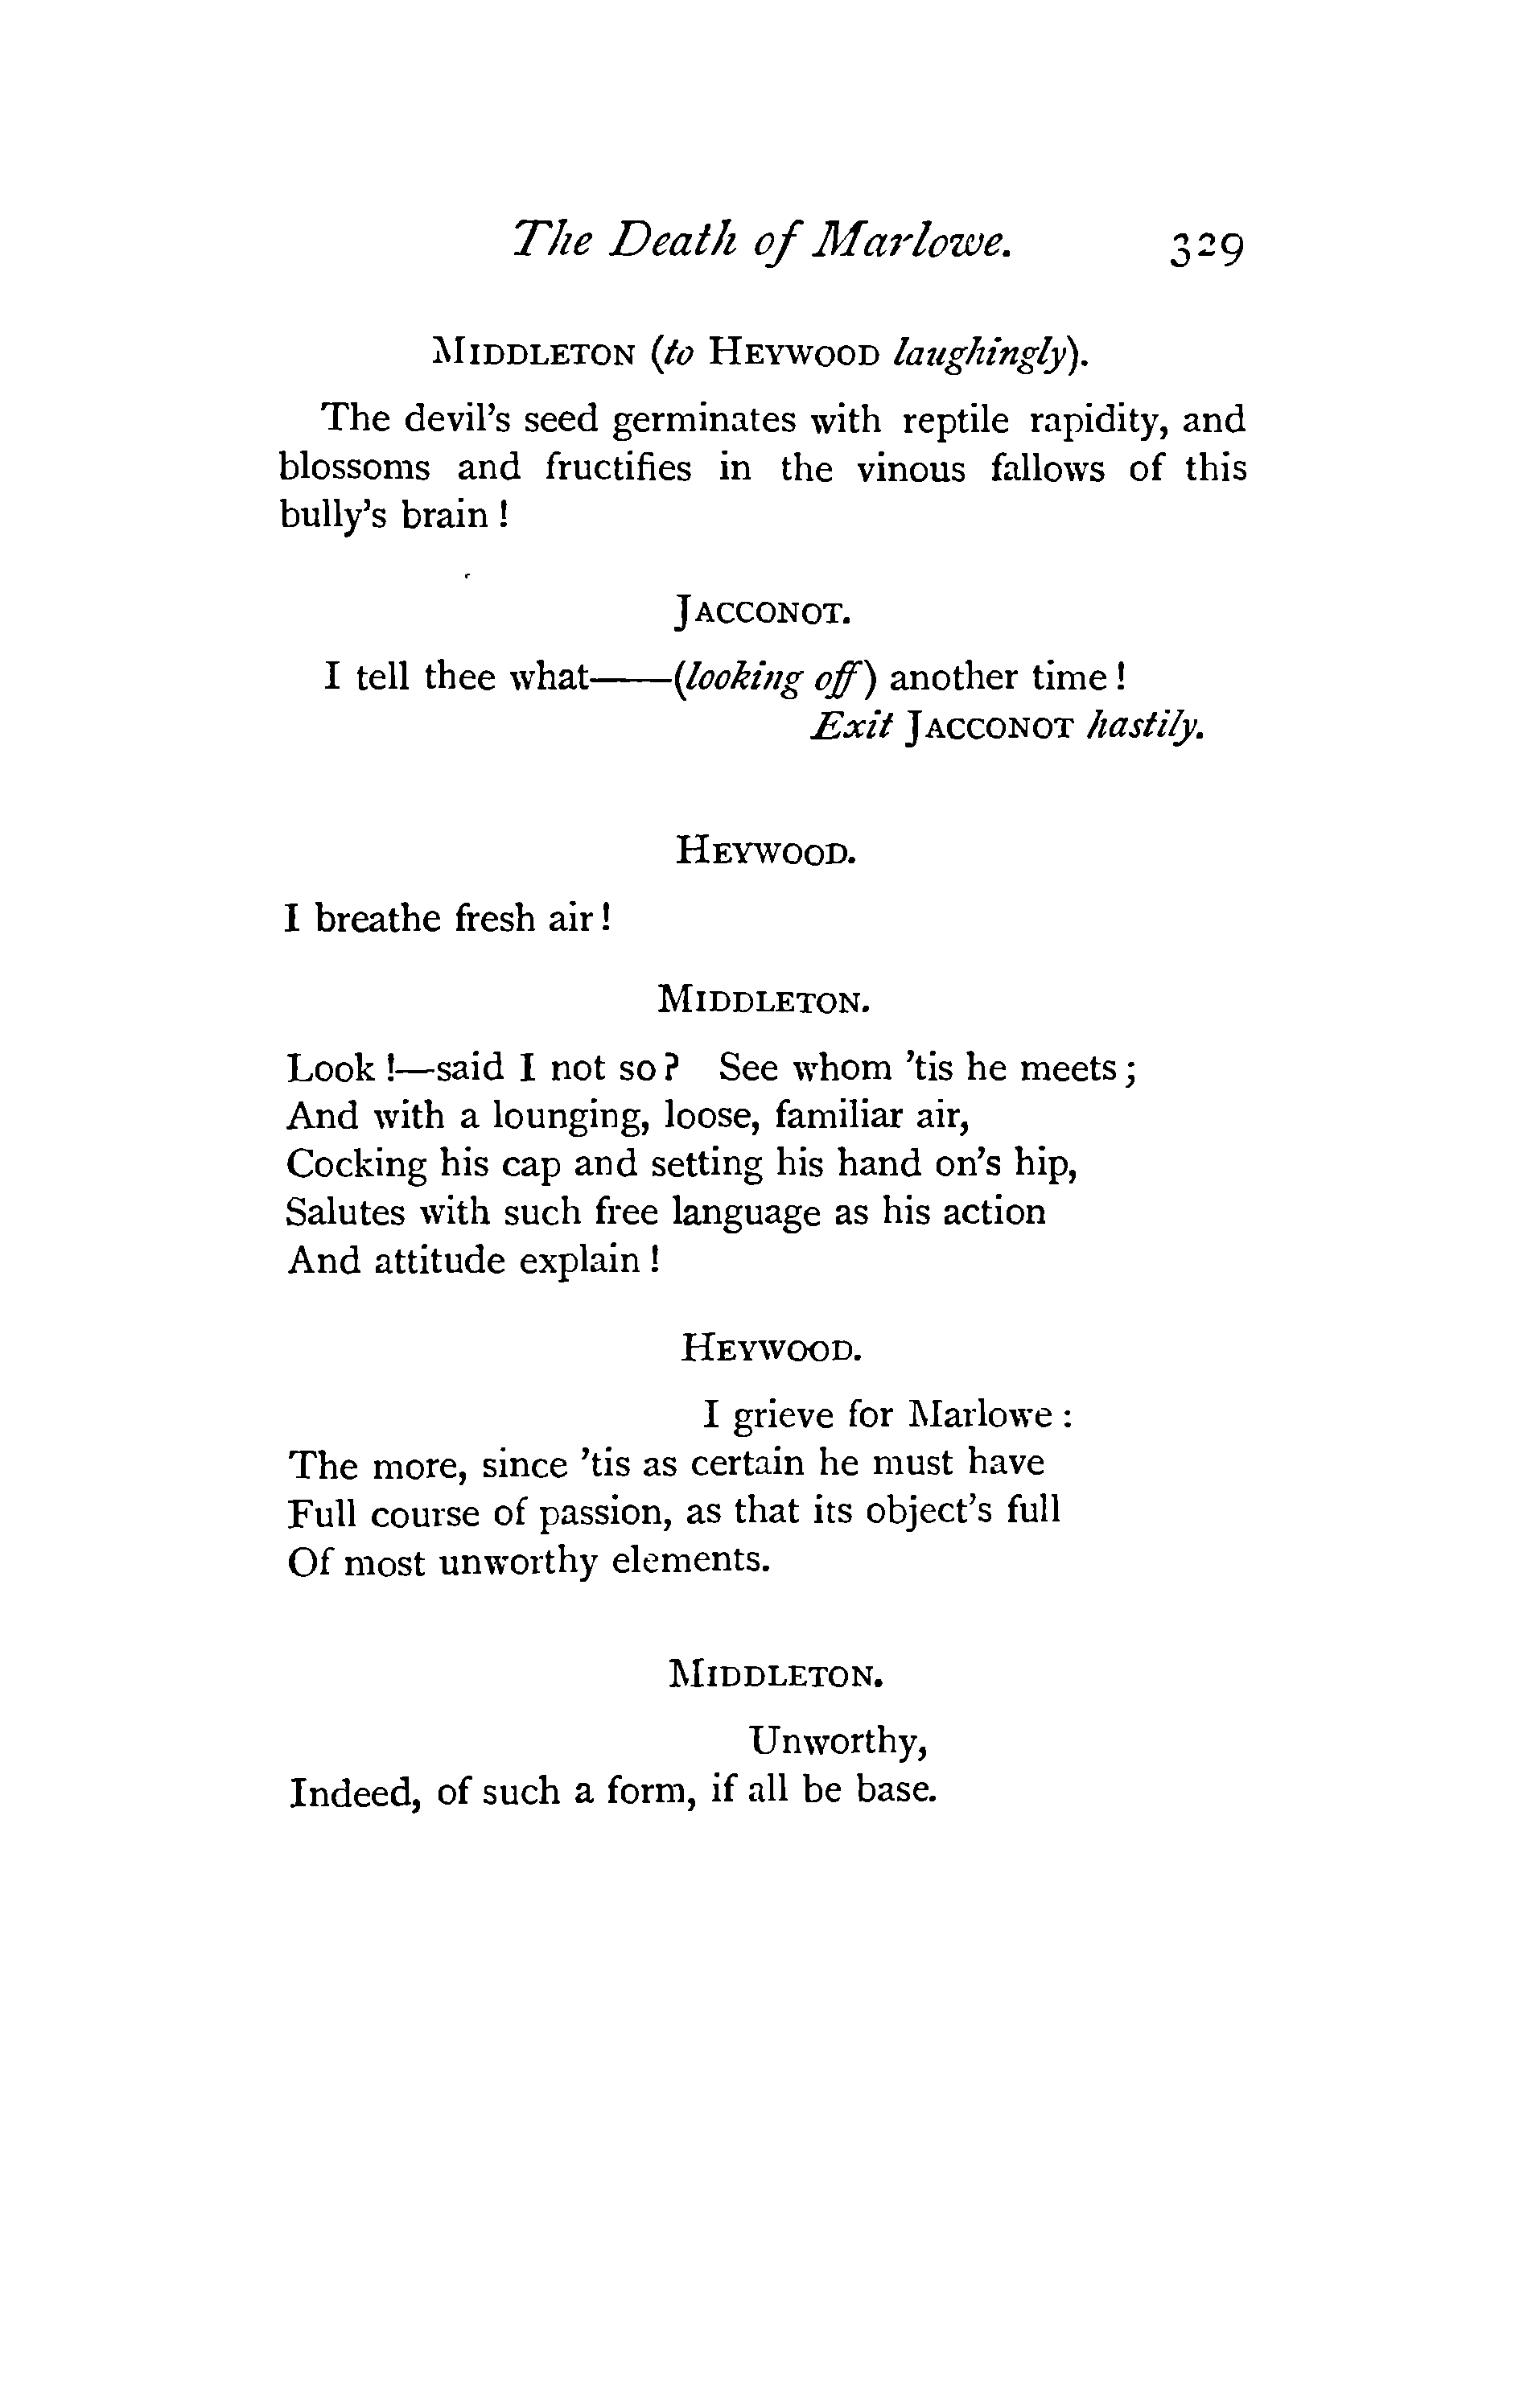 The Death of Marlowe. 329
MIDDLETON (to HEYWOOD laughingly).
The devil's seed germinates with reptile rapidity, and
blossoms and fructifies in the vinous fallows of this
bully's brain !
JACCONOT.
I tell thee what——(looking off) another time !
Exit JACCONOT hastily.
HEYWOOD.
I breathe fresh air !
MIDDLETON.
Look !—said I not so ? See whom 'tis he meets ;
And with a lounging, loose, familiar air,
Cocking his cap and setting his hand on's hip,
Salutes with such free language as his action
And attitude explain !
HEYWOOD.
I grieve for Marlowe :
The more, since 'tis as certain he must have
Full course of passion, as that its object's full
Of most unworthy elements.
MIDDLETON.
Unworthy,
Indeed, of such a form, if all be base.